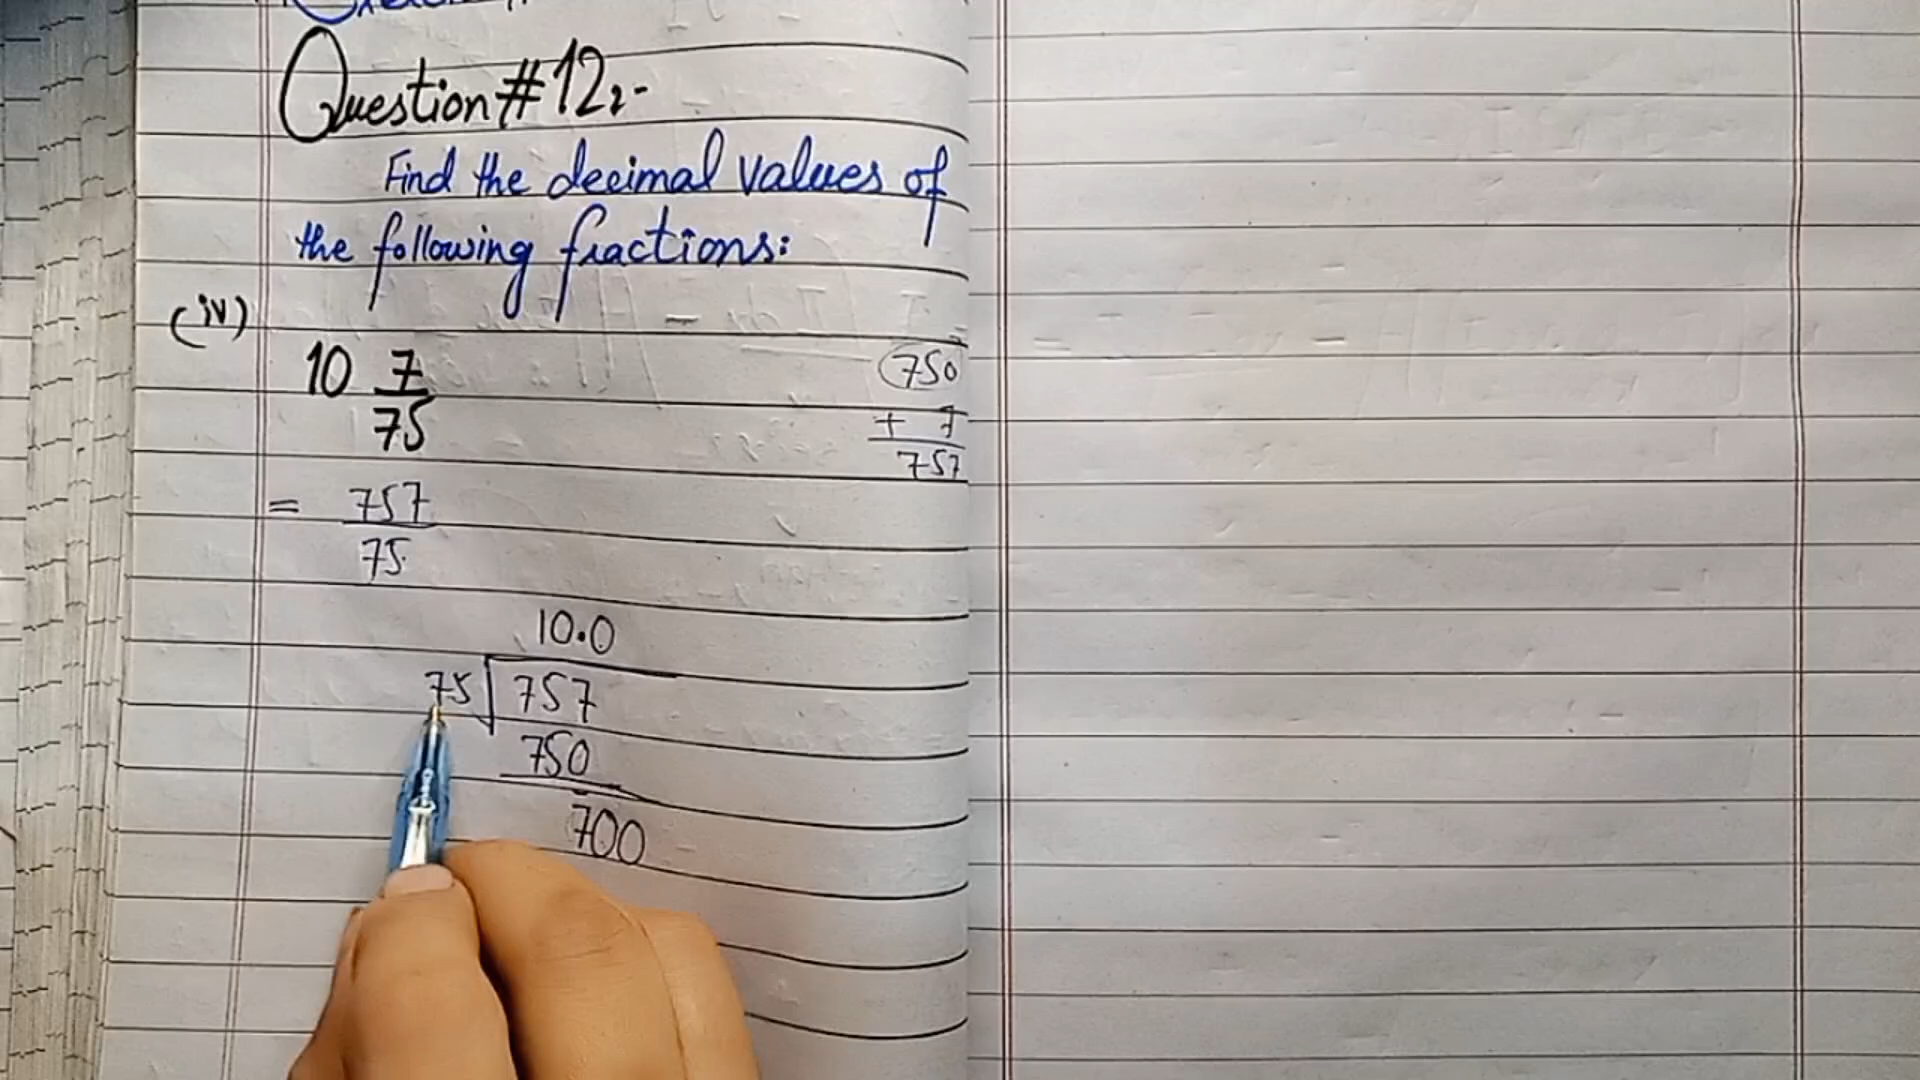 Question #12:-
Find the decimal values of
the following fractions:
(iv)
10 7/75
750
+ 7
757
= 757/75
10.0
75 757
750
700